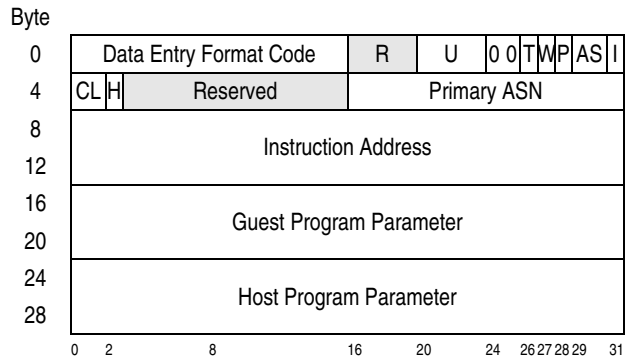 Byte
0 Data Entry Format Code R U 0 0 T W P AS I
4 CL H Reserved Primary ASN
8
Instruction Address
12
16
Guest Program Parameter
20
24
Host Program Parameter
28
0 2 8 16 20 24 26 27 28 29 31